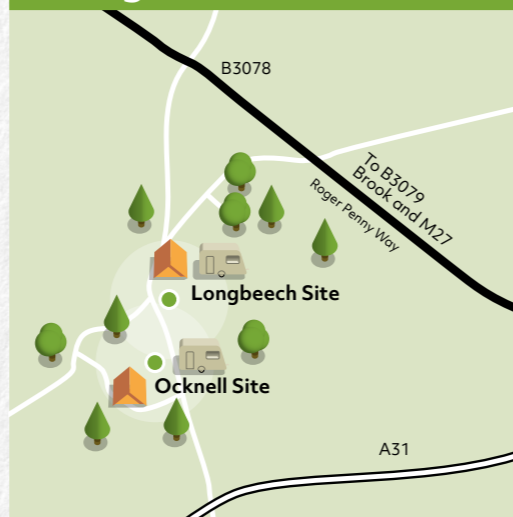 B3078
To B3079
Brook and M27
Roger Penny Way
Longbeech Site
Ocknell Site
A31